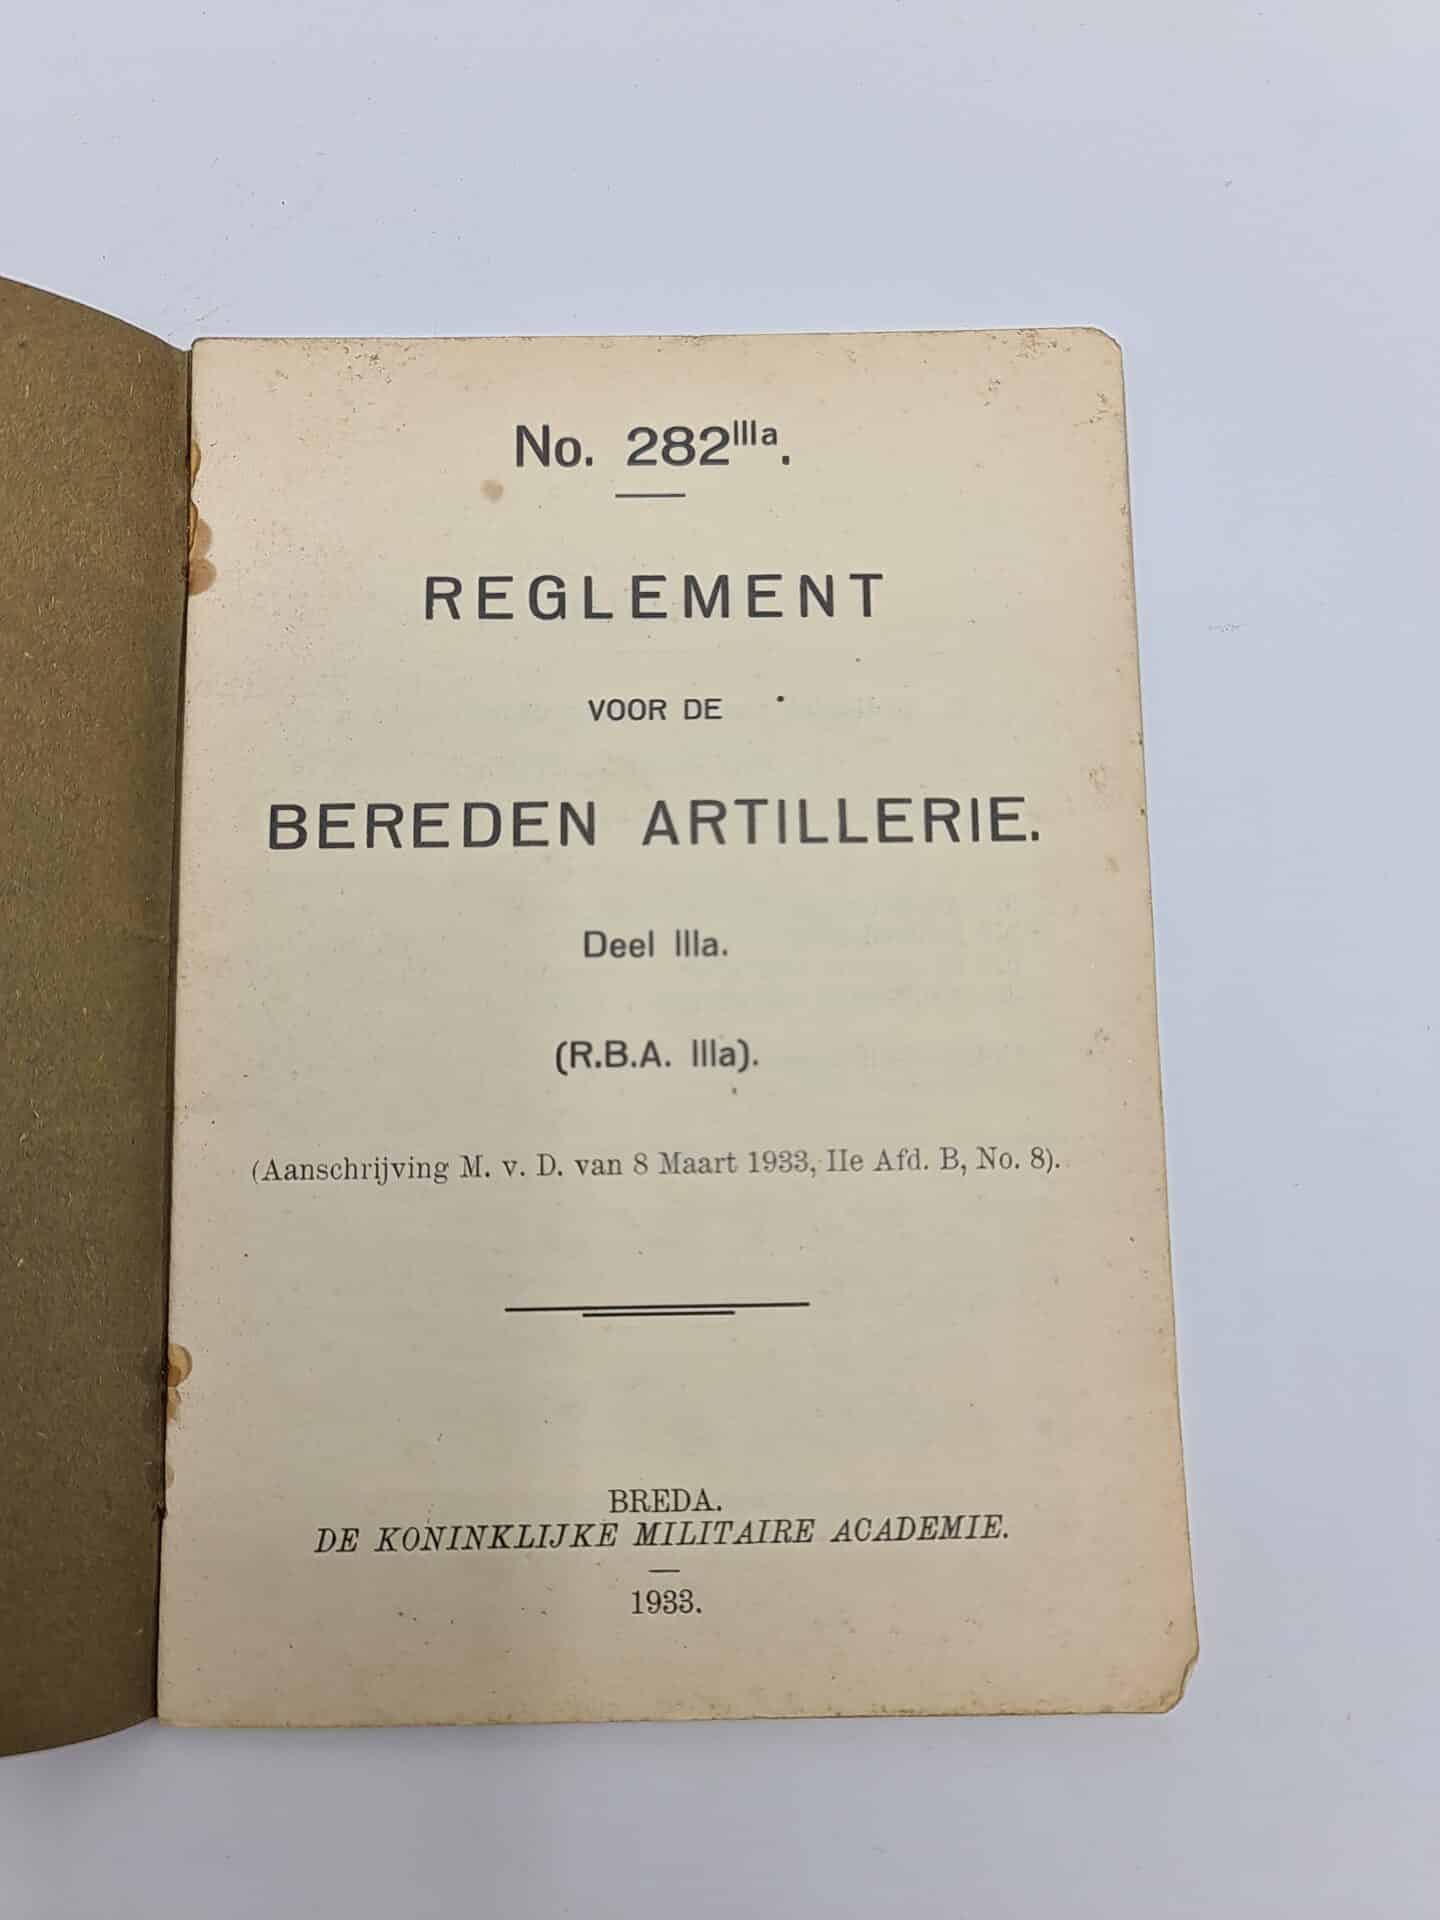 No. 282IIIa.
REGLEMENT
VOOR DE
BEREDEN ARTILLERIE.
Deel IIIa.
(R.B.A. IIIa).
(Aanschrijving M. v. D. van 8 Maart 1933, IIe Afd. B, No. 8).
BREDA.
DE KONINKLIJKE MILITAIRE ACADEMIE.
1933.